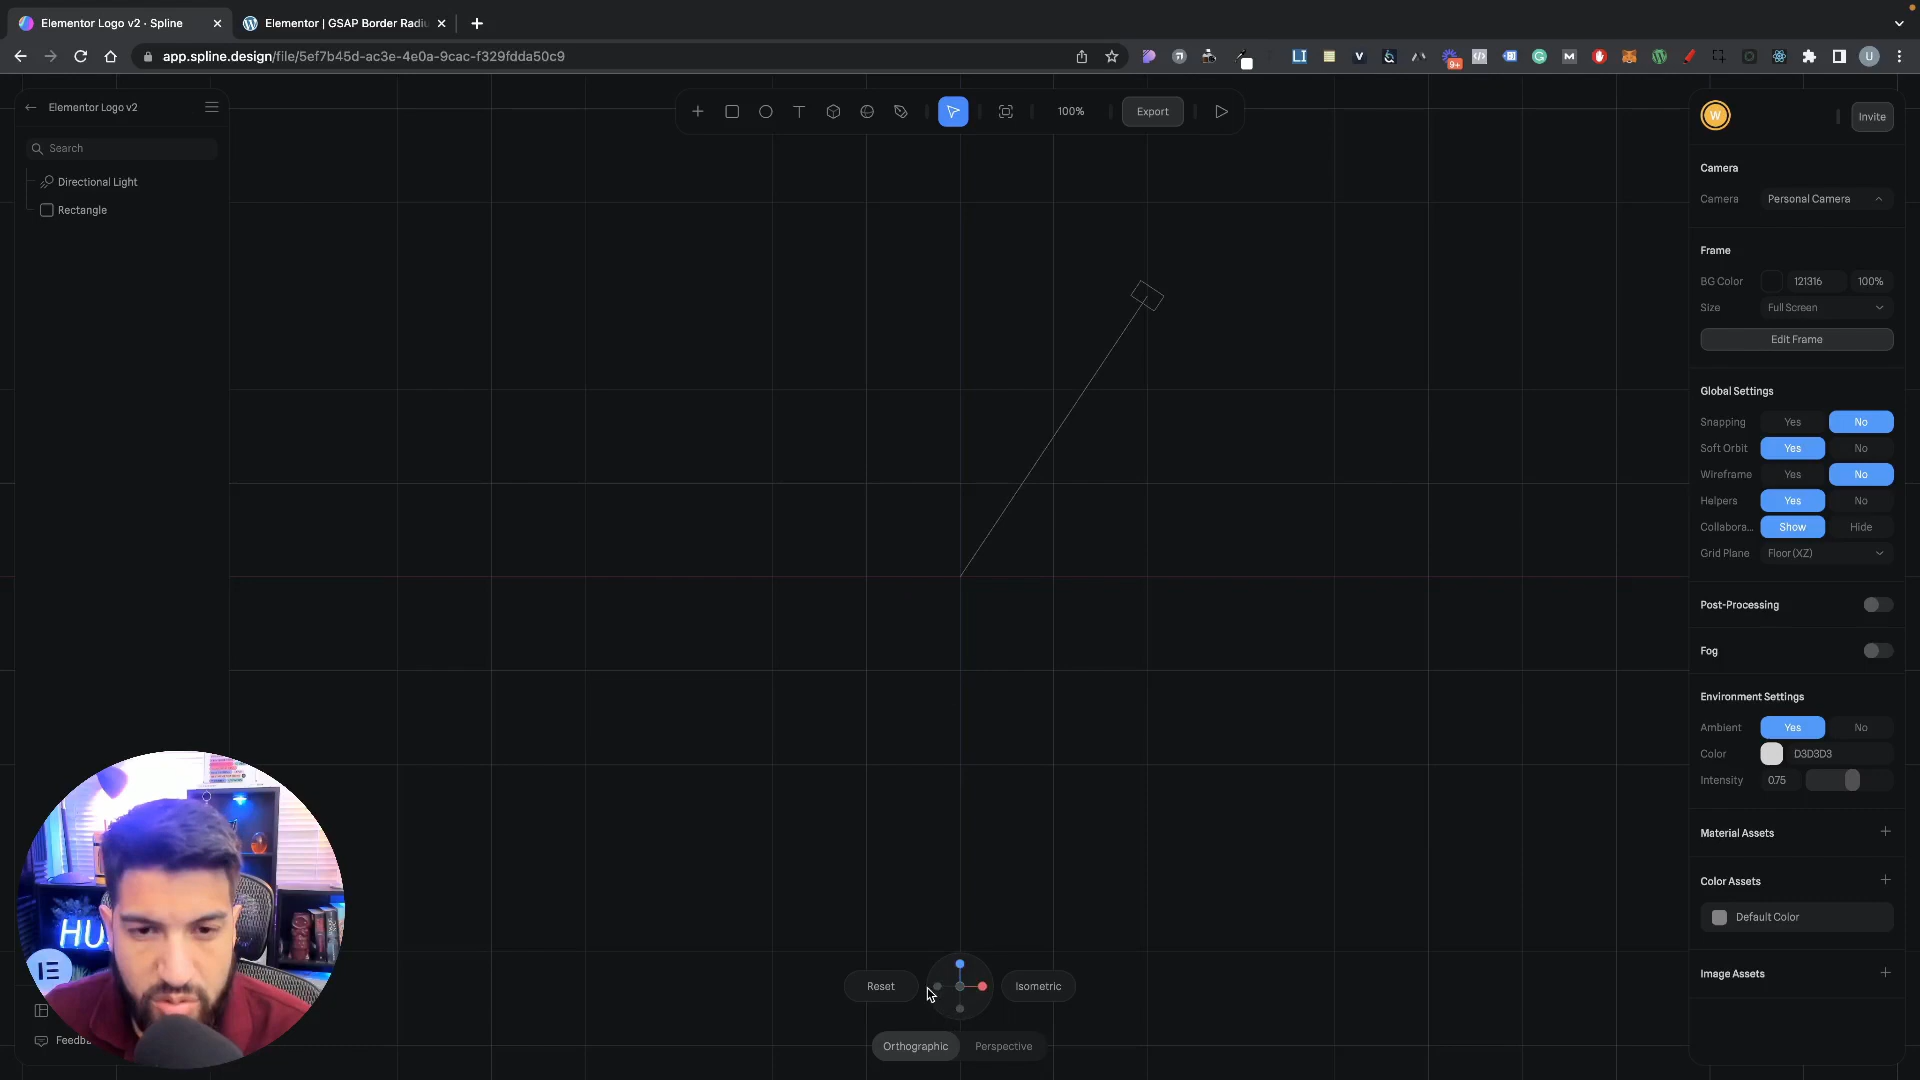 Elementor Logo v2 · Spline
Elementor | GSAP Border Radiu
app.spline.design/file/5ef7b45d-ac3e-4e0a-9cac-f329fdda50c9
9+
U
Elementor Logo v2
Search
Directional Light
Rectangle
100%
Export
W
Invite
Camera
Camera Personal Camera
Frame
BG Color 121316 100%
Size Full Screen
Edit Frame
Global Settings
Snapping Yes No
Soft Orbit Yes No
Wireframe Yes No
Helpers Yes No
Collabora... Show Hide
Grid Plane Floor (XZ)
Post-Processing
Fog
Environment Settings
Ambient Yes No
Color D3D3D3
Intensity 0.75
Material Assets
Color Assets
Default Color
Image Assets
Reset
Isometric
Orthographic Perspective
HUS
Feedba